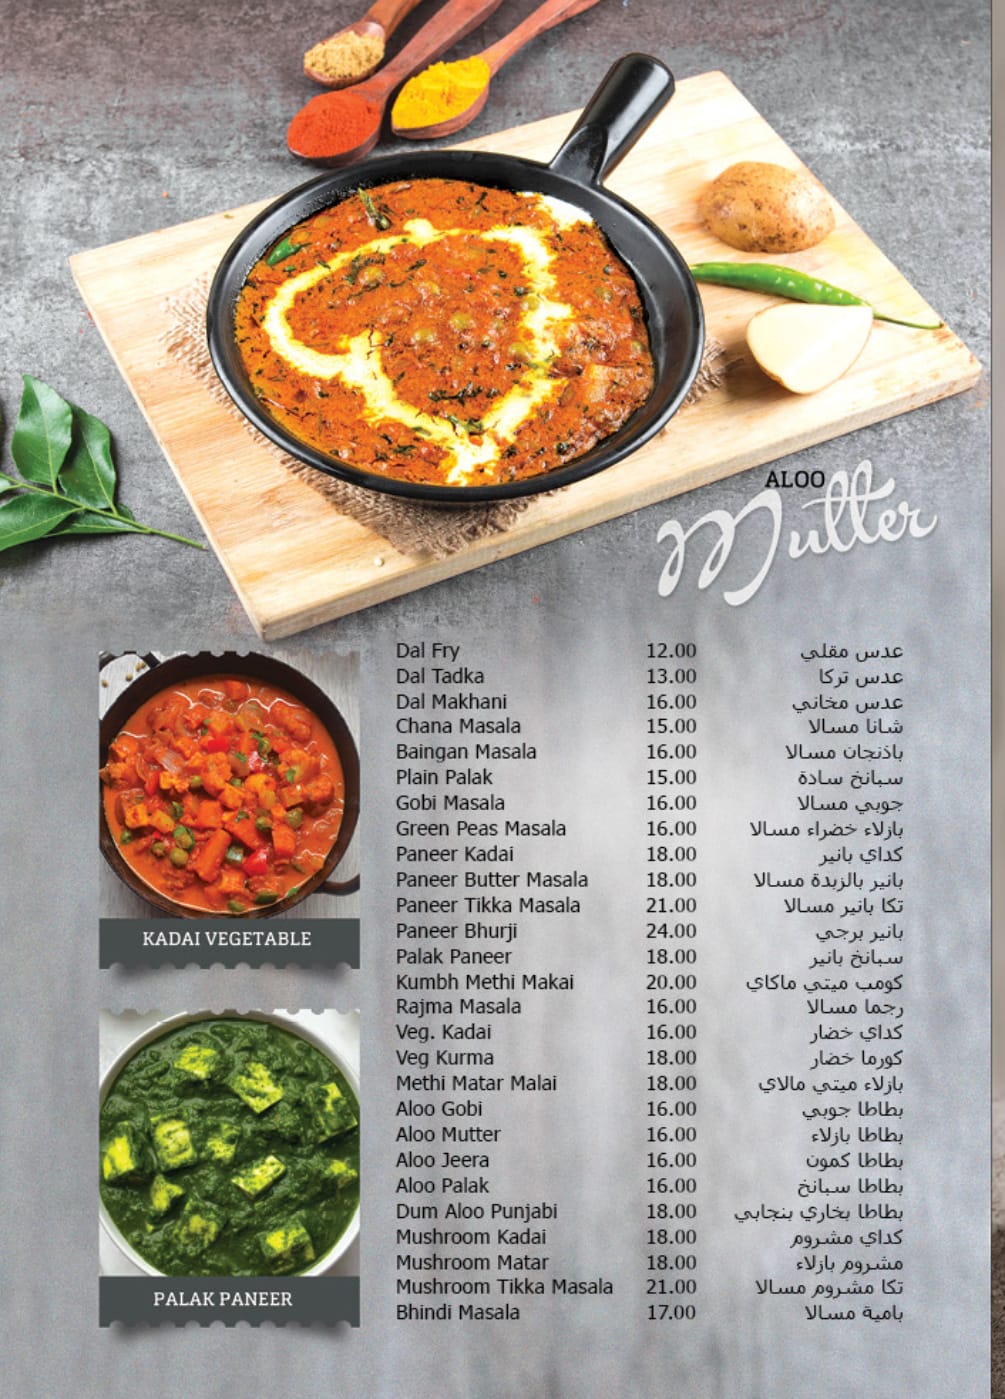 ALOO
Mutter
Dal Fry 12.00 عدس مقلي
Dal Tadka 13.00 عدس تركا
Dal Makhani 16.00 عدس مخاني
Chana Masala 15.00 شانا مسالا
Baingan Masala 16.00 باذنجان مسالا
Plain Palak 15.00 سبانخ سادة
Gobi Masala 16.00 جوبي مسالا
Green Peas Masala 16.00 بازلاء خضراء مسالا
Paneer Kadai 18.00 كداي بانير
Paneer Butter Masala 18.00 بانير بالزبدة مسالا
Paneer Tikka Masala 21.00 تكا بانير مسالا
Paneer Bhurji 24.00 بانير برجي
Palak Paneer 18.00 سبانخ بانير
Kumbh Methi Makai 20.00 كومب ميتي ماكاي
Rajma Masala 16.00 رجما مسالا
Veg. Kadai 16.00 كداي خضار
Veg Kurma 18.00 كورما خضار
Methi Matar Malai 18.00 بازلاء ميتي مالاي
Aloo Gobi 16.00 بطاطا جوبي
Aloo Mutter 16.00 بطاطا بازلاء
Aloo Jeera 16.00 بطاطا كمون
Aloo Palak 16.00 بطاطا سبانخ
Dum Aloo Punjabi 18.00 بطاطا بخاري بنجابي
Mushroom Kadai 18.00 كداي مشروم
Mushroom Matar 18.00 مشروم بازلاء
Mushroom Tikka Masala 21.00 تكا مشروم مسالا
Bhindi Masala 17.00 بامية مسالا
KADAI VEGETABLE
PALAK PANEER